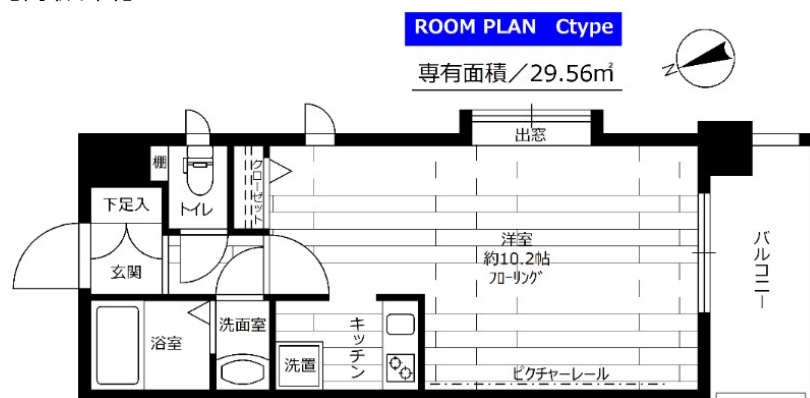 ROOM PLAN Ctype
専有面積／29.56㎡
N
出窓
棚
トイレ
クローゼット
下足入
玄関
洋室
約10.2帖
フローリング
バルコニー
浴室
洗面室
洗置
キッチン
ピクチャーレール